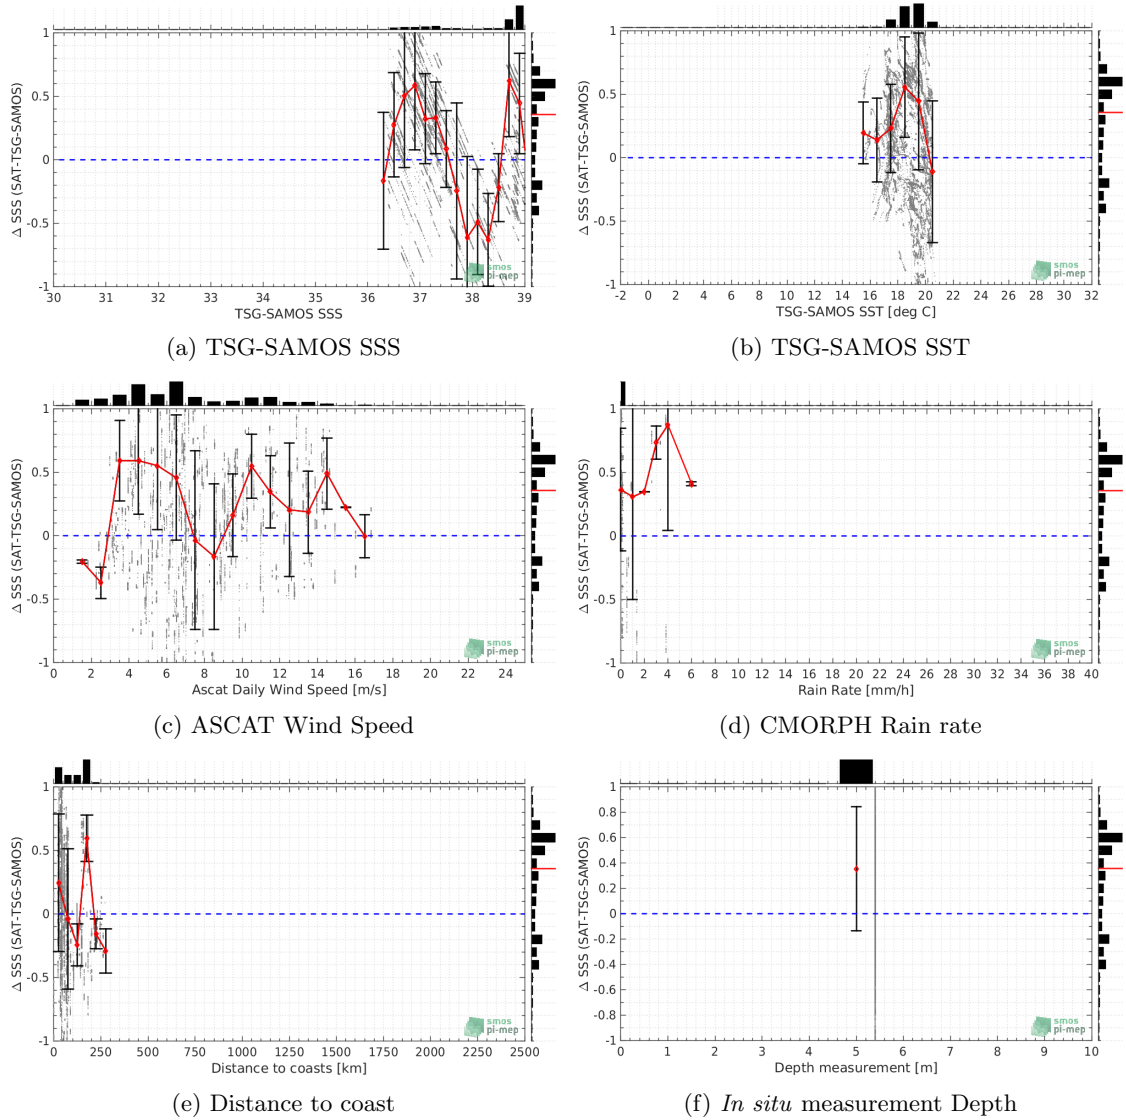 1
0.5
0
-0.5
-1
Δ SSS (SAT-TSG-SAMOS)
30 31 32 33 34 35 36 37 38 39
TSG-SAMOS SSS
smos
pi-mep
(a) TSG-SAMOS SSS
1
0.5
0
-0.5
-1
Δ SSS (SAT-TSG-SAMOS)
-2 0 2 4 6 8 10 12 14 16 18 20 22 24 26 28 30 32
TSG-SAMOS SST [deg C]
smos
pi-mep
(b) TSG-SAMOS SST
1
0.5
0
-0.5
-1
Δ SSS (SAT-TSG-SAMOS)
0 2 4 6 8 10 12 14 16 18 20 22 24
Ascat Daily Wind Speed [m/s]
smos
pi-mep
(c) ASCAT Wind Speed
1
0.5
0
-0.5
-1
Δ SSS (SAT-TSG-SAMOS)
0 2 4 6 8 10 12 14 16 18 20 22 24 26 28 30 32 34 36 38 40
Rain Rate [mm/h]
smos
pi-mep
(d) CMORPH Rain rate
1
0.5
0
-0.5
-1
Δ SSS (SAT-TSG-SAMOS)
0 250 500 750 1000 1250 1500 1750 2000 2250 2500
Distance to coasts [km]
smos
pi-mep
(e) Distance to coast
1
0.8
0.6
0.4
0.2
0
-0.2
-0.4
-0.6
-0.8
-1
Δ SSS (SAT-TSG-SAMOS)
0 1 2 3 4 5 6 7 8 9 10
Depth measurement [m]
smos
pi-mep
(f) In situ measurement Depth